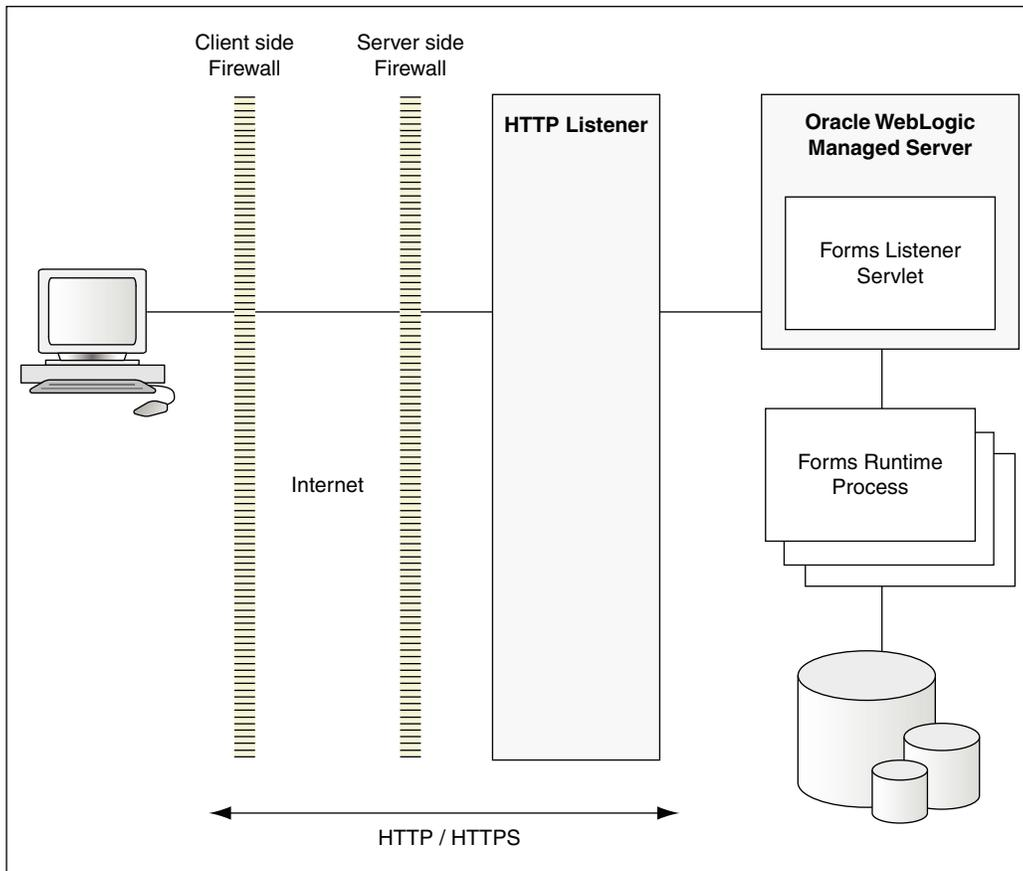 Client side
Firewall
Server side
Firewall
HTTP Listener
Oracle WebLogic
Managed Server
Forms Listener
Servlet
Internet
Forms Runtime
Process
HTTP / HTTPS